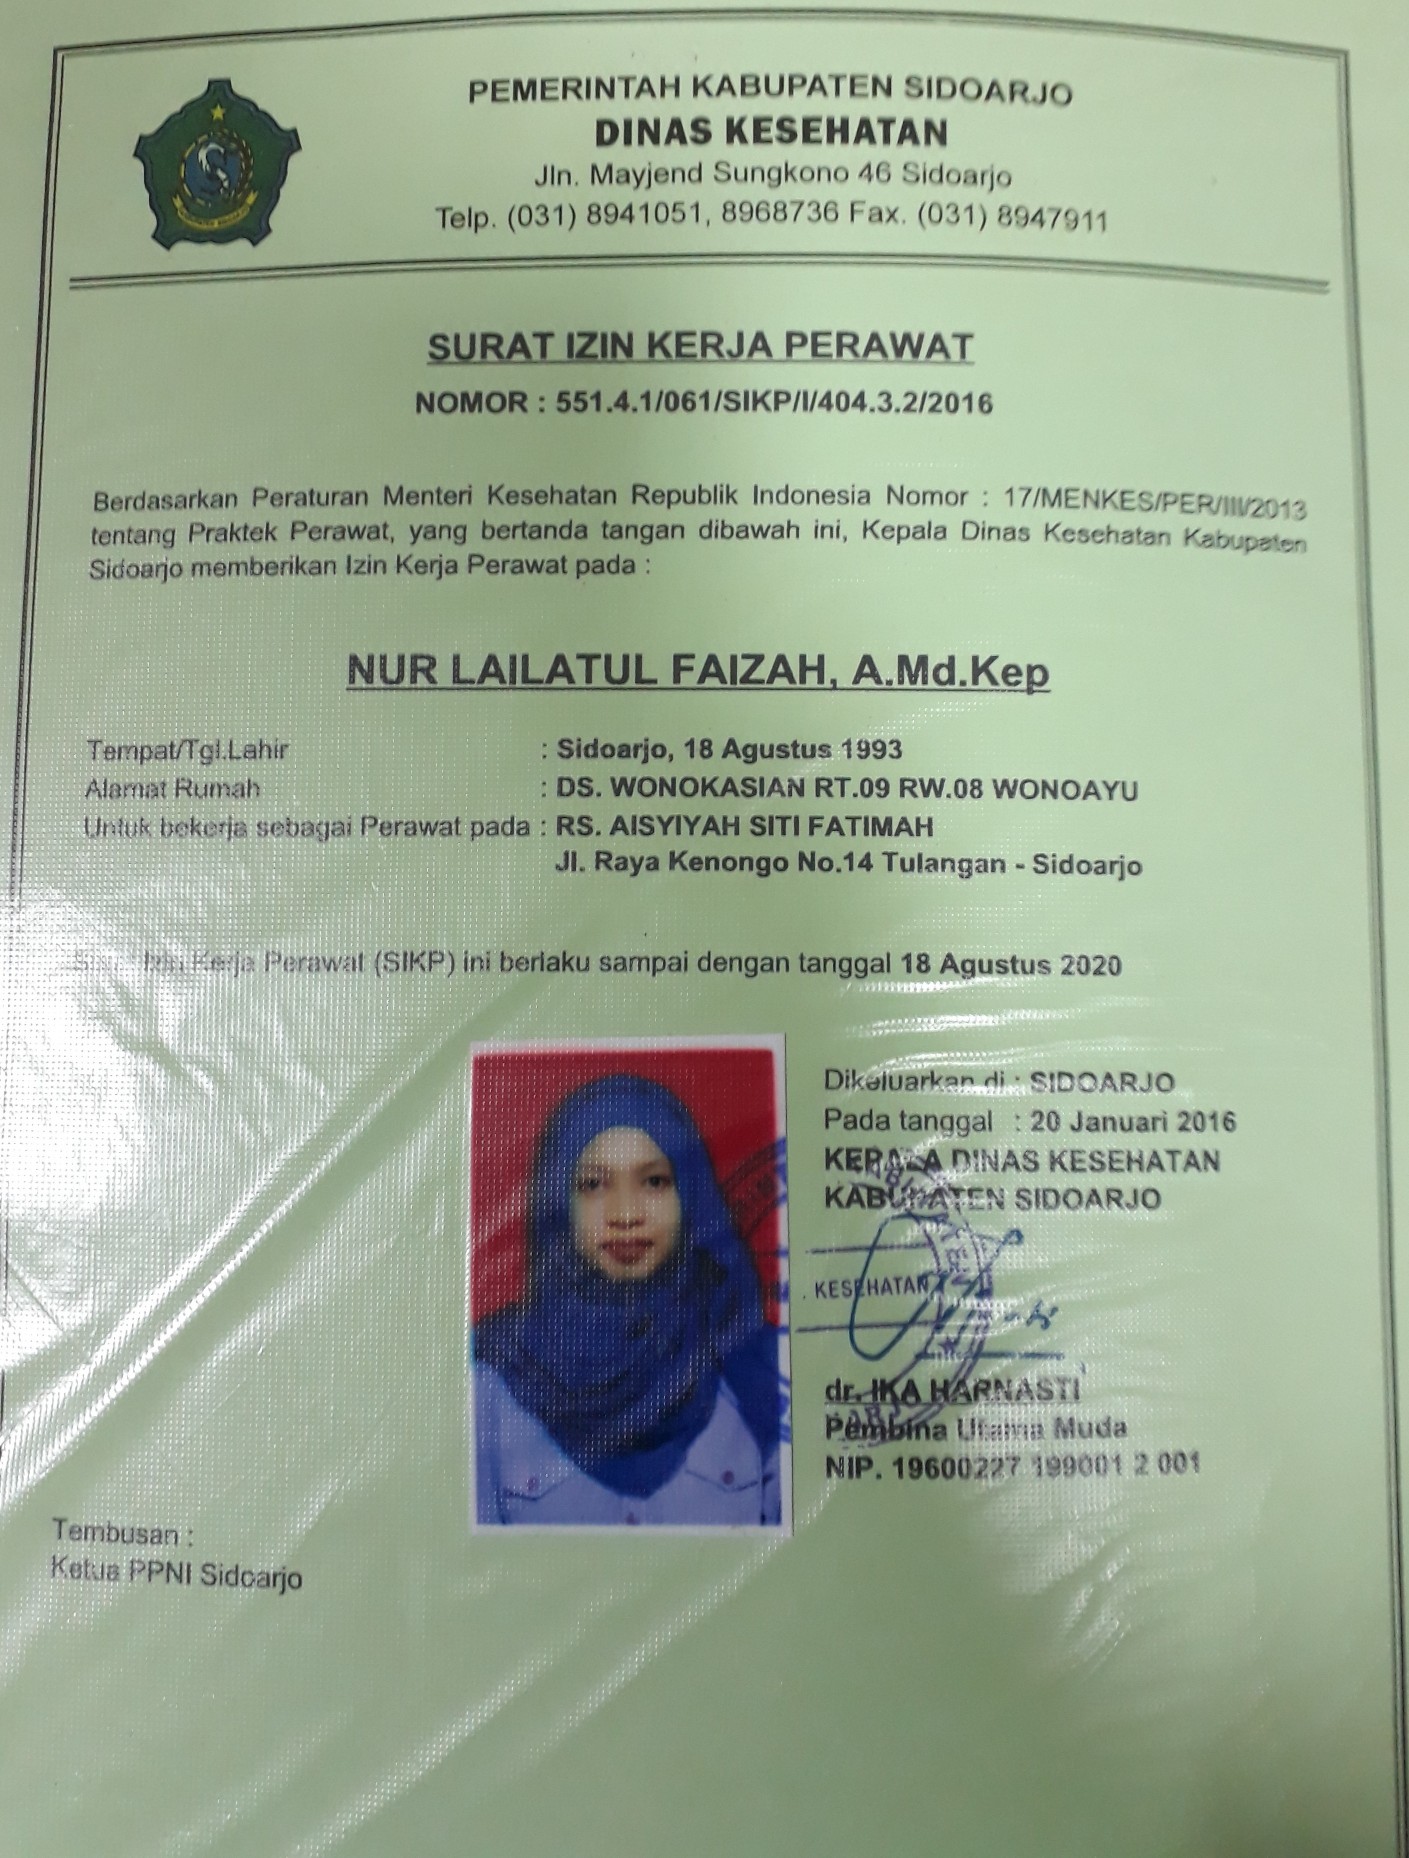 PEMERINTAH KABUPATEN SIDOARJO
DINAS KESEHATAN
Jln. Mayjend Sungkono 46 Sidoarjo
Telp. (031) 8941051, 8968736 Fax. (031) 8947911
SURAT IZIN KERJA PERAWAT
NOMOR : 551.4.1/061/SIKP/I/404.3.2/2016
Berdasarkan Peraturan Menteri Kesehatan Republik Indonesia Nomor : 17/MENKES/PER/III/2013
tentang Praktek Perawat, yang bertanda tangan dibawah ini, Kepala Dinas Kesehatan Kabupaten
Sidoarjo memberikan Izin Kerja Perawat pada :
NUR LAILATUL FAIZAH, A.Md.Kep
Tempat/Tgl.Lahir : Sidoarjo, 18 Agustus 1993
Alamat Rumah : DS. WONOKASIAN RT.09 RW.08 WONOAYU
Untuk bekerja sebagai Perawat pada : RS. AISYIYAH SITI FATIMAH
Jl. Raya Kenongo No.14 Tulangan - Sidoarjo
Izin Kerja Perawat (SIKP) ini berlaku sampai dengan tanggal 18 Agustus 2020
Dikeluarkan di : SIDOARJO
Pada tanggal : 20 Januari 2016
KEPALA DINAS KESEHATAN
KABUPATEN SIDOARJO
KESEHATAN
dr. IKA HARNASTI
Pembina Utama Muda
NIP. 19600227 199001 2 001
Tembusan :
Ketua PPNI Sidoarjo